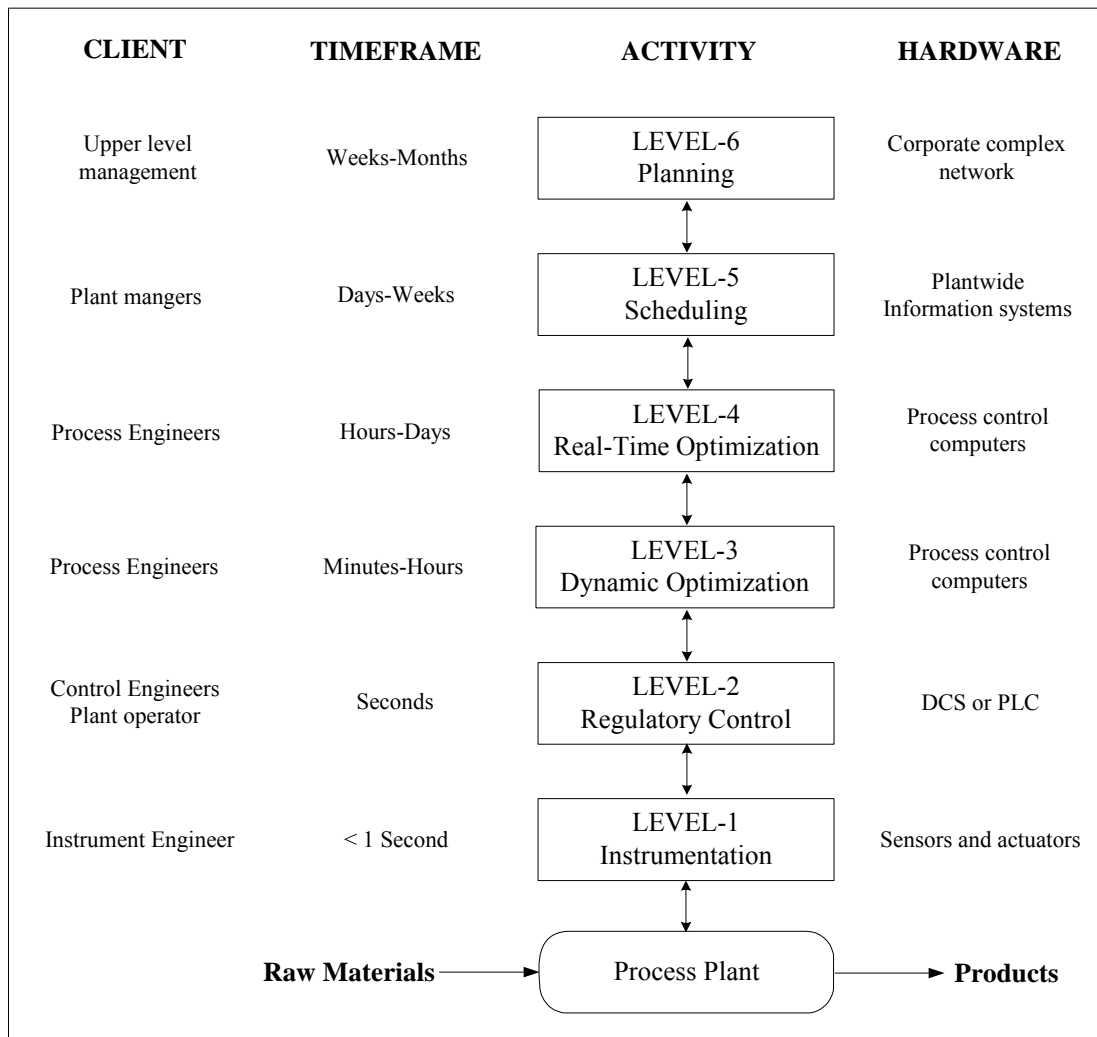 CLIENT TIMEFRAME ACTIVITY HARDWARE
Upper level
management
Weeks-Months
LEVEL-6
Planning
Corporate complex
network
Plant mangers
Days-Weeks
LEVEL-5
Scheduling
Plantwide
Information systems
Process Engineers
Hours-Days
LEVEL-4
Real-Time Optimization
Process control
computers
Process Engineers
Minutes-Hours
LEVEL-3
Dynamic Optimization
Process control
computers
Control Engineers
Plant operator
Seconds
LEVEL-2
Regulatory Control
DCS or PLC
Instrument Engineer
< 1 Second
LEVEL-1
Instrumentation
Sensors and actuators
Raw Materials
Process Plant
Products